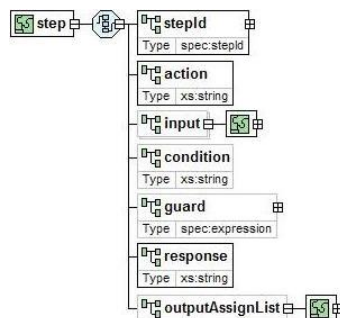 step
stepId
Type spec:stepId
action
Type xs:string
input
condition
Type xs:string
guard
Type spec:expression
response
Type xs:string
outputAssignList